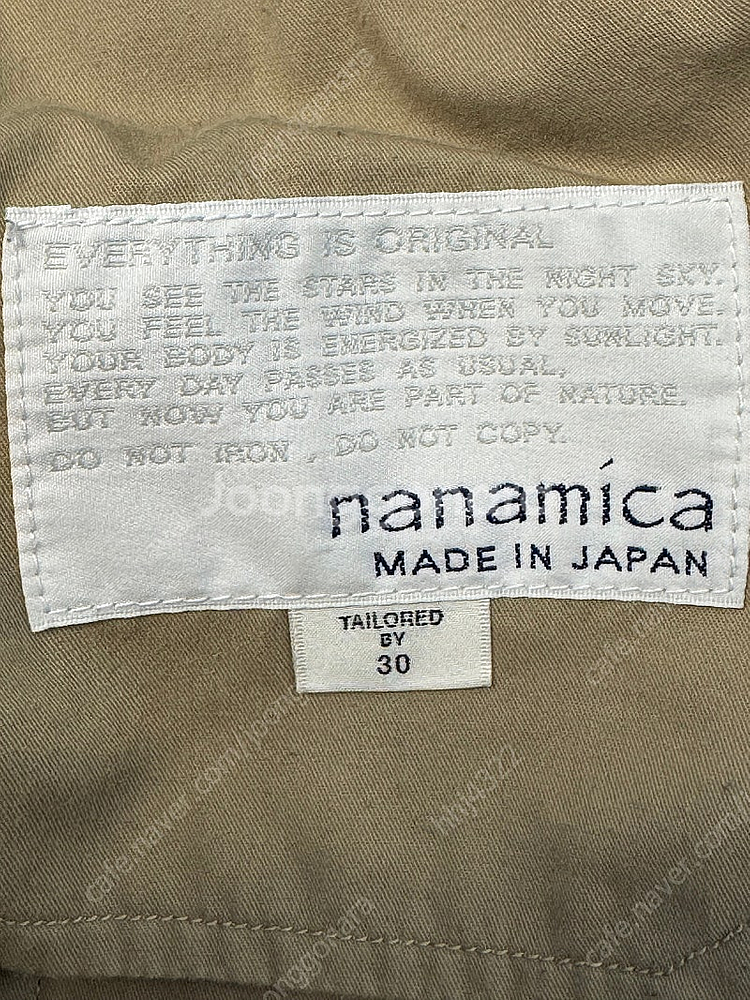 EVERYTHING IS ORIGINAL
YOU SEE THE STARS IN THE NIGHT SKY.
YOU FEEL THE WIND WHEN YOU MOVE.
YOUR BODY IS ENERGIZED BY SUNLIGHT.
EVERY DAY PASSES AS USUAL,
BUT NOW YOU ARE PART OF NATURE.
DO NOT IRON , DO NOT COPY.
nanamíca
MADE IN JAPAN
TAILORED
BY
30